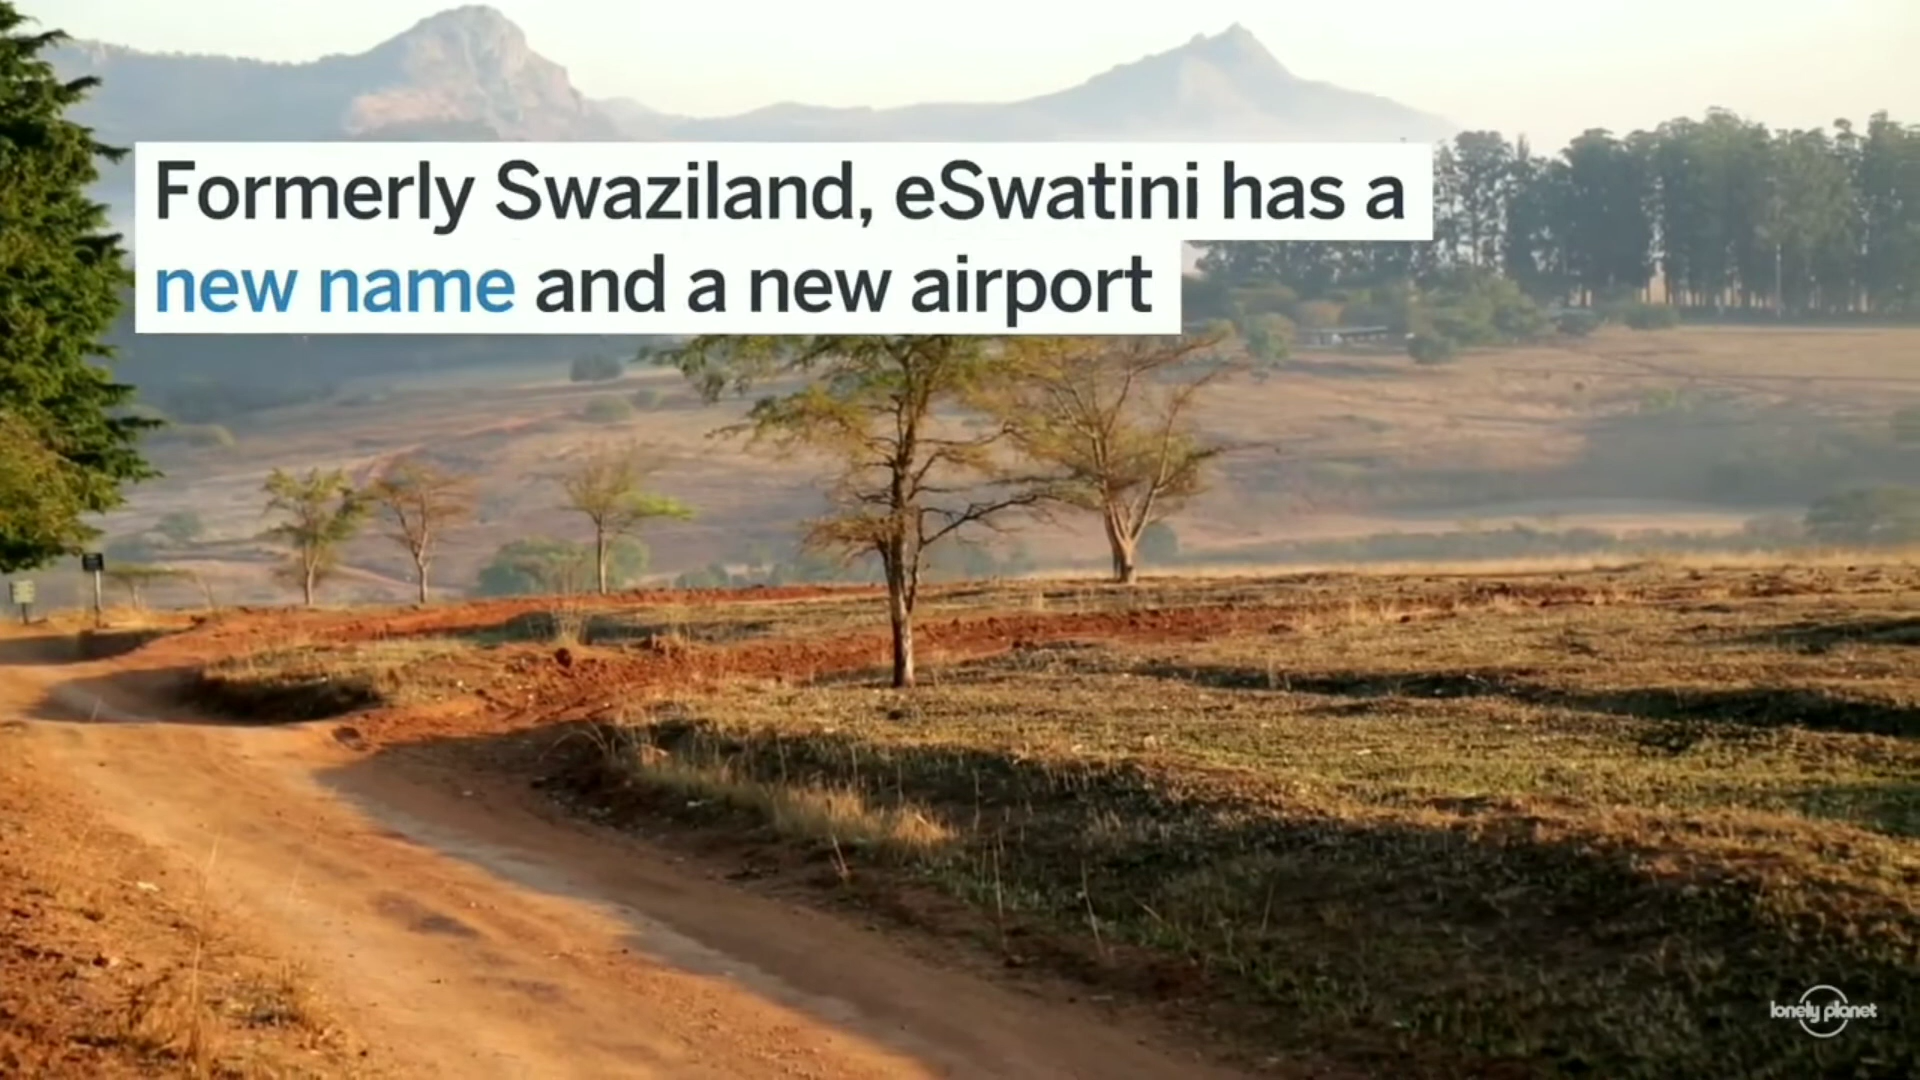 Formerly Swaziland, eSwatini has a
new name and a new airport
lonely planet